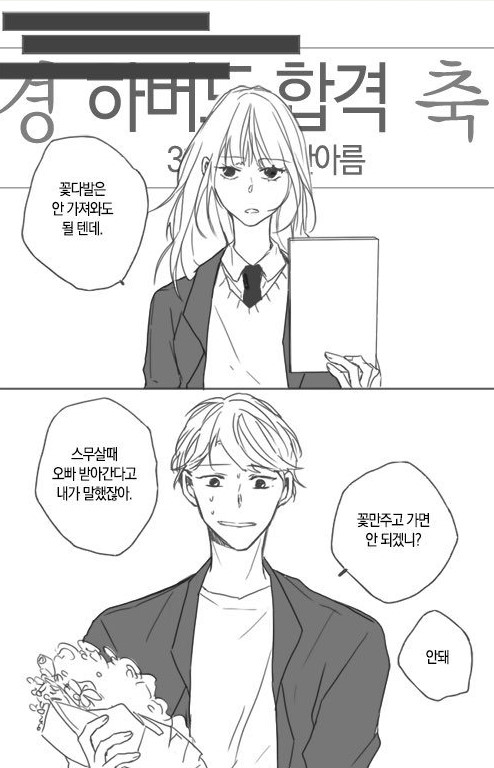 경 하버드 합격 축
3
아름
꽃다발은
안 가져와도
될 텐데.
스무살때
오빠 받아간다고
내가 말했잖아.
꽃만주고 가면
안 되겠니?
안돼